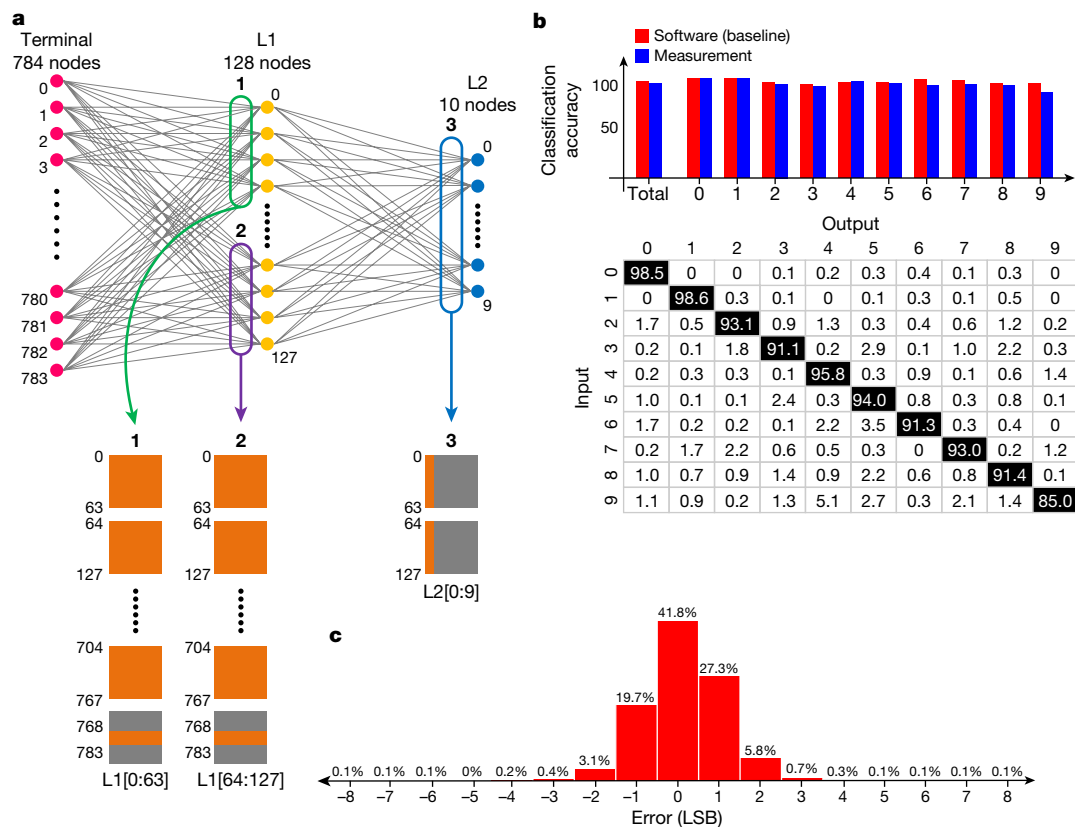 a
Terminal
784 nodes
0
1
2
3
780
781
782
783
L1
128 nodes
1
0
2
127
L2
10 nodes
3
0
9
1
0
63
64
127
704
767
768
783
L1[0:63]
2
0
63
64
127
704
767
768
783
L1[64:127]
3
0
63
64
127
L2[0:9]
b
Software (baseline)
Measurement
Classification
accuracy
100
50
Total 0 1 2 3 4 5 6 7 8 9
Output
0 1 2 3 4 5 6 7 8 9
Input
0 98.5 0 0 0.1 0.2 0.3 0.4 0.1 0.3 0
1 0 98.6 0.3 0.1 0 0.1 0.3 0.1 0.5 0
2 1.7 0.5 93.1 0.9 1.3 0.3 0.4 0.6 1.2 0.2
3 0.2 0.1 1.8 91.1 0.2 2.9 0.1 1.0 2.2 0.3
4 0.2 0.3 0.3 0.1 95.8 0.3 0.9 0.1 0.6 1.4
5 1.0 0.1 0.1 2.4 0.3 94.0 0.8 0.3 0.8 0.1
6 1.7 0.2 0.2 0.1 2.2 3.5 91.3 0.3 0.4 0
7 0.2 1.7 2.2 0.6 0.5 0.3 0 93.0 0.2 1.2
8 1.0 0.7 0.9 1.4 0.9 2.2 0.6 0.8 91.4 0.1
9 1.1 0.9 0.2 1.3 5.1 2.7 0.3 2.1 1.4 85.0
c
0.1% 0.1% 0.1% 0% 0.2% 0.4% 3.1% 19.7% 41.8% 27.3% 5.8% 0.7% 0.3% 0.1% 0.1% 0.1% 0.1%
−8 −7 −6 −5 −4 −3 −2 −1 0 1 2 3 4 5 6 7 8
Error (LSB)